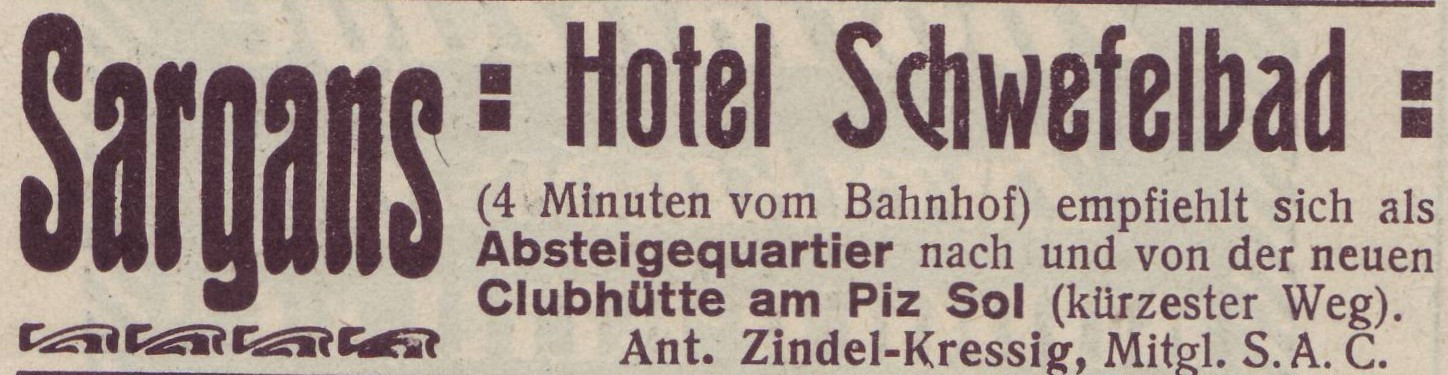 Sargans
: Hotel Schwefelbad :
(4 Minuten vom Bahnhof) empfiehlt sich als
Absteigequartier nach und von der neuen
Clubhütte am Piz Sol (kürzester Weg).
Ant. Zindel-Kressig, Mitgl. S. A. C.